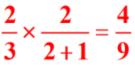 2/3 × 2/(2+1) = 4/9